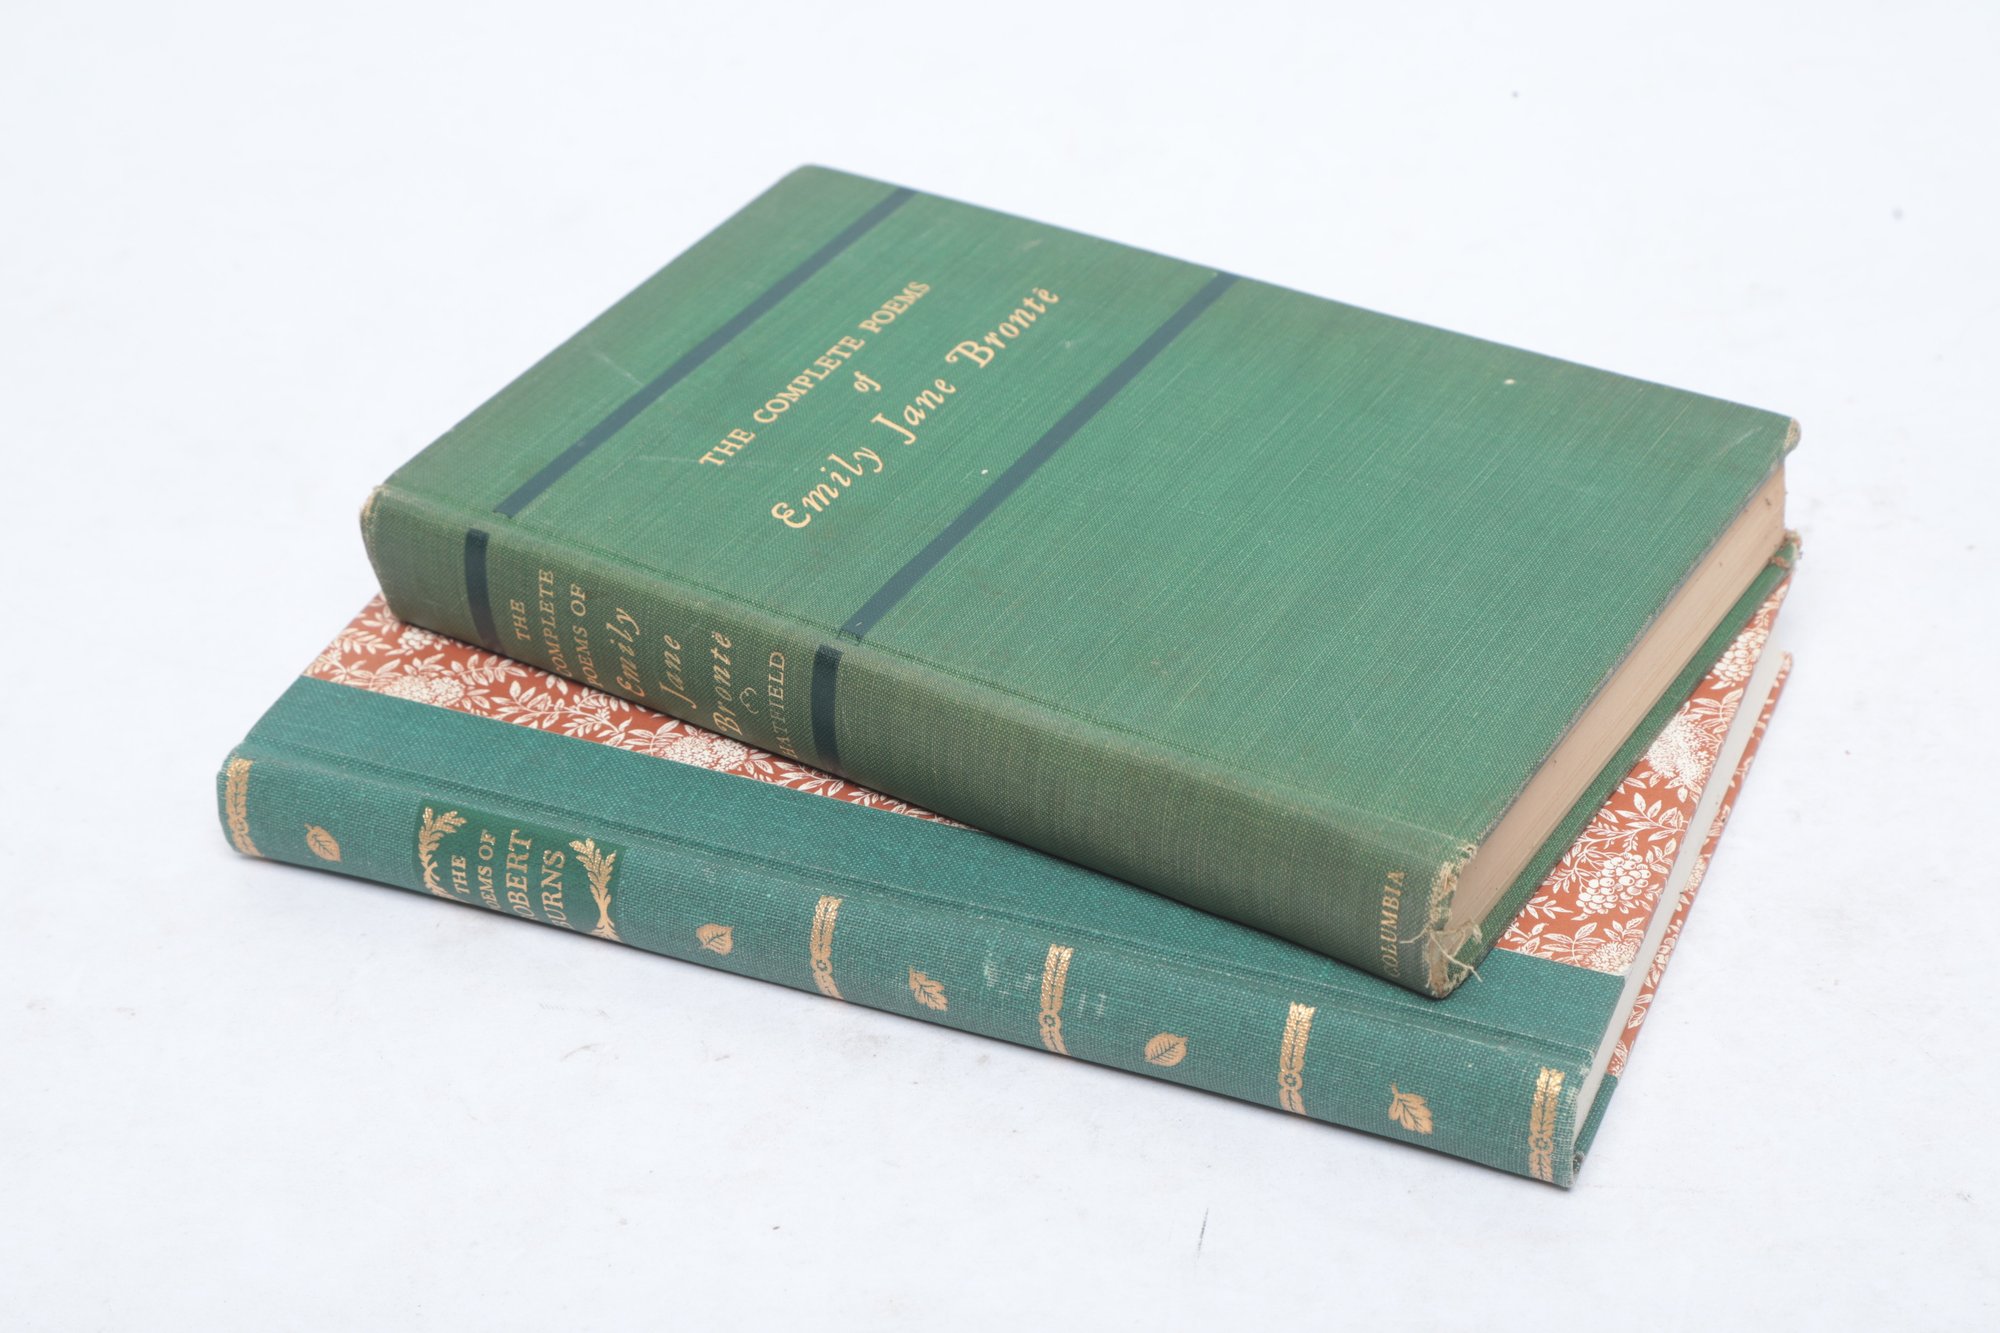 THE COMPLETE POEMS
of
Emily Jane Brontë
THE
COMPLETE
POEMS OF
Emily
Jane
Brontë
HATFIELD
COLUMBIA
THE
POEMS OF
ROBERT
BURNS